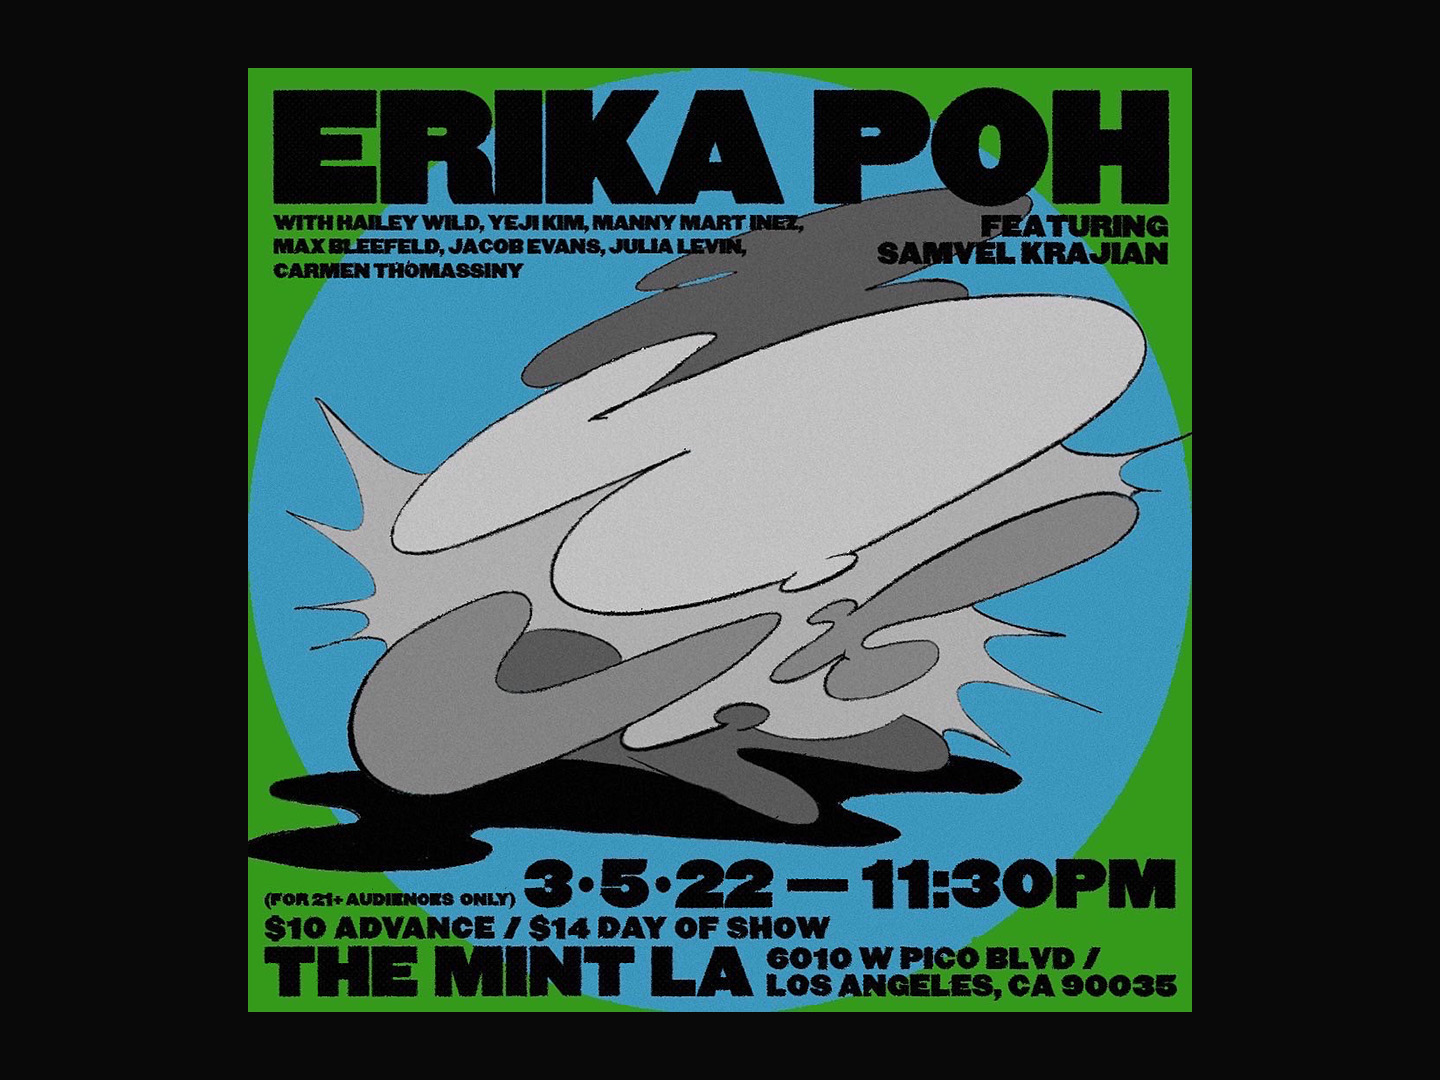 ERIKA POH
WITH HAILEY WILD, YEJI KIM, MANNY MART INEZ,
MAX BLEEFELD, JACOB EVANS, JULIA LEVIN,
CARMEN THOMASSINY
FEATURING
SAMVEL KRAJIAN
(FOR 21+ AUDIENCES ONLY) 3•5•22 — 11:30PM
$10 ADVANCE / $14 DAY OF SHOW
THE MINT LA
6010 W PICO BLVD /
LOS ANGELES, CA 90035